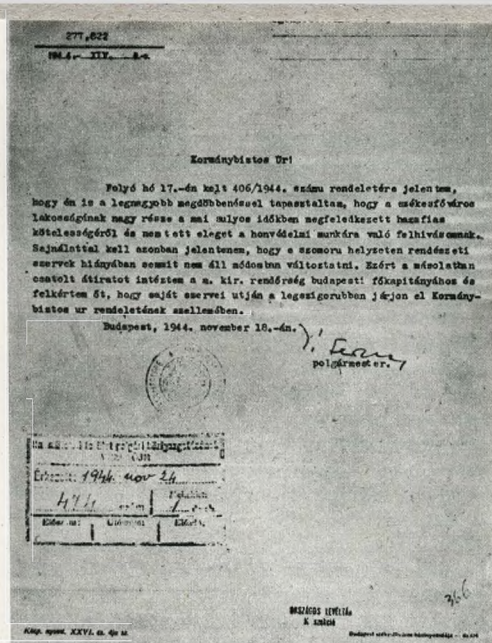 277,822
194
Kormánybiztos Ur!
Folyó hó 17.-én kelt 406/1944. számu rendeletére jelentem,
hogy én is a legnagyobb megdöbbenéssel tapasztaltam, hogy a székesfőváros
lakosságának nagy része a mai sulyos időkben megfeledkezett hazafias
kötelességéről és nem tett eleget a honvédelmi munkára való felhivásomnak.
Sajnálattal kell azonban jelentenem, hogy e szomoru helyzeten rendészeti
szervek hiányában semmit nem áll módomban változtatni. Ezért a másolatban
csatolt átiratot intéztem a m. kir. rendőrség budapesti főkapitányához és
felkértem őt, hogy saját szervei utján a legszigorubban járjon el Kormány-
biztos ur rendeletének szellemében.
Budapest, 1944. november 18.-án.
polgármester.
1944 nov 24
ORSZÁGOS LEVÉLTÁR
K szekció
366
XXVI.